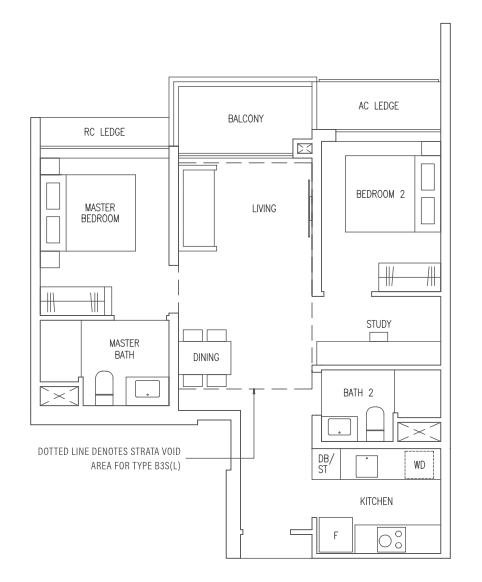 AC LEDGE
BALCONY
RC LEDGE
MASTER
BEDROOM
LIVING
BEDROOM 2
STUDY
MASTER
BATH
DINING
BATH 2
DOTTED LINE DENOTES STRATA VOID
AREA FOR TYPE B3S(L)
DB/
ST
WD
KITCHEN
F